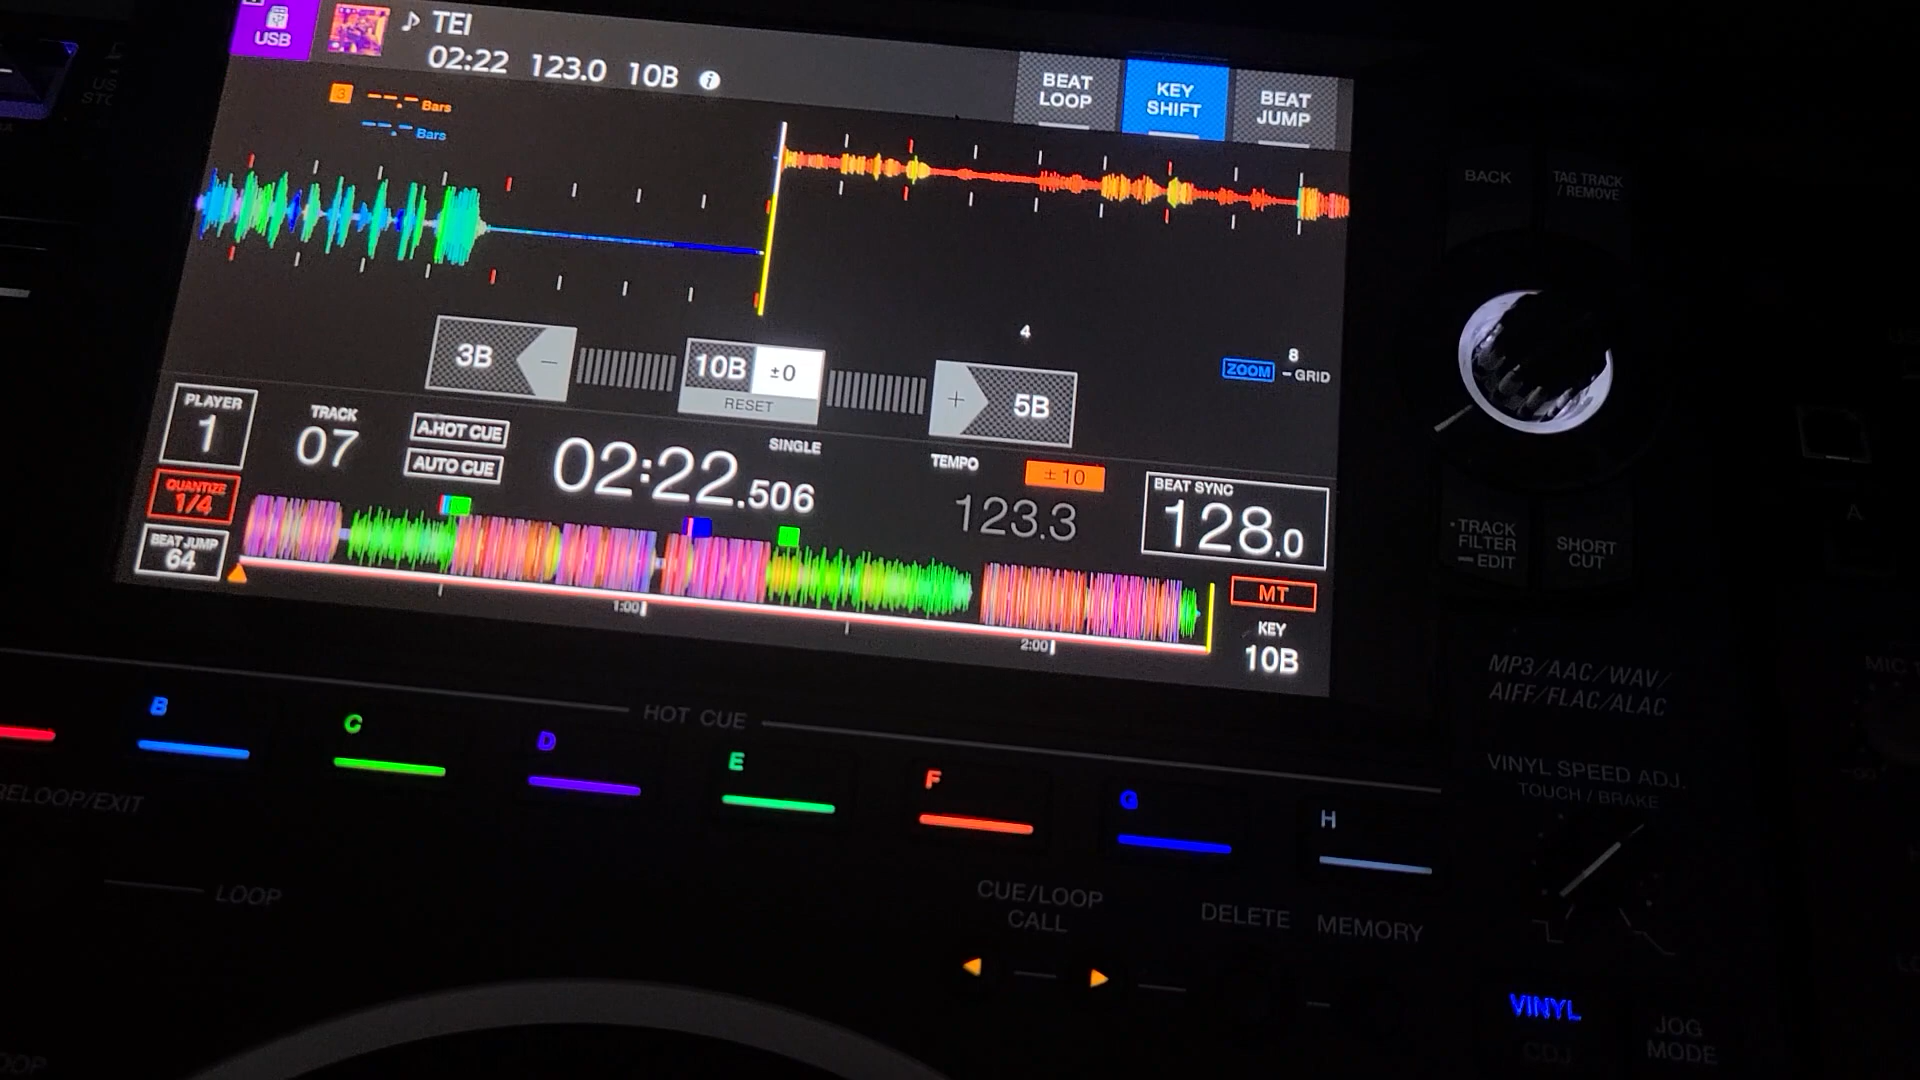 USB
♪ TEI
02:22 123.0 10B i
BEAT LOOP
KEY SHIFT
BEAT JUMP
3 --.- Bars
--.- Bars
BACK
TAG TRACK / REMOVE
4
8
ZOOM - GRID
3B -
10B ±0
RESET
+ 5B
PLAYER
1
TRACK
07
A.HOT CUE
AUTO CUE
SINGLE
02:22.506
TEMPO
±10
123.3
BEAT SYNC
128.0
QUANTIZE
1/4
BEAT JUMP
64
1:00
2:00
MT
KEY
10B
• TRACK FILTER
EDIT
SHORT CUT
A
MP3/AAC/WAV/
AIFF/FLAC/ALAC
HOT CUE
B
C
D
E
F
G
H
RELOOP/EXIT
VINYL SPEED ADJ.
TOUCH / BRAKE
LOOP
CUE/LOOP
CALL
DELETE
MEMORY
VINYL
CDJ
JOG
MODE
MIC